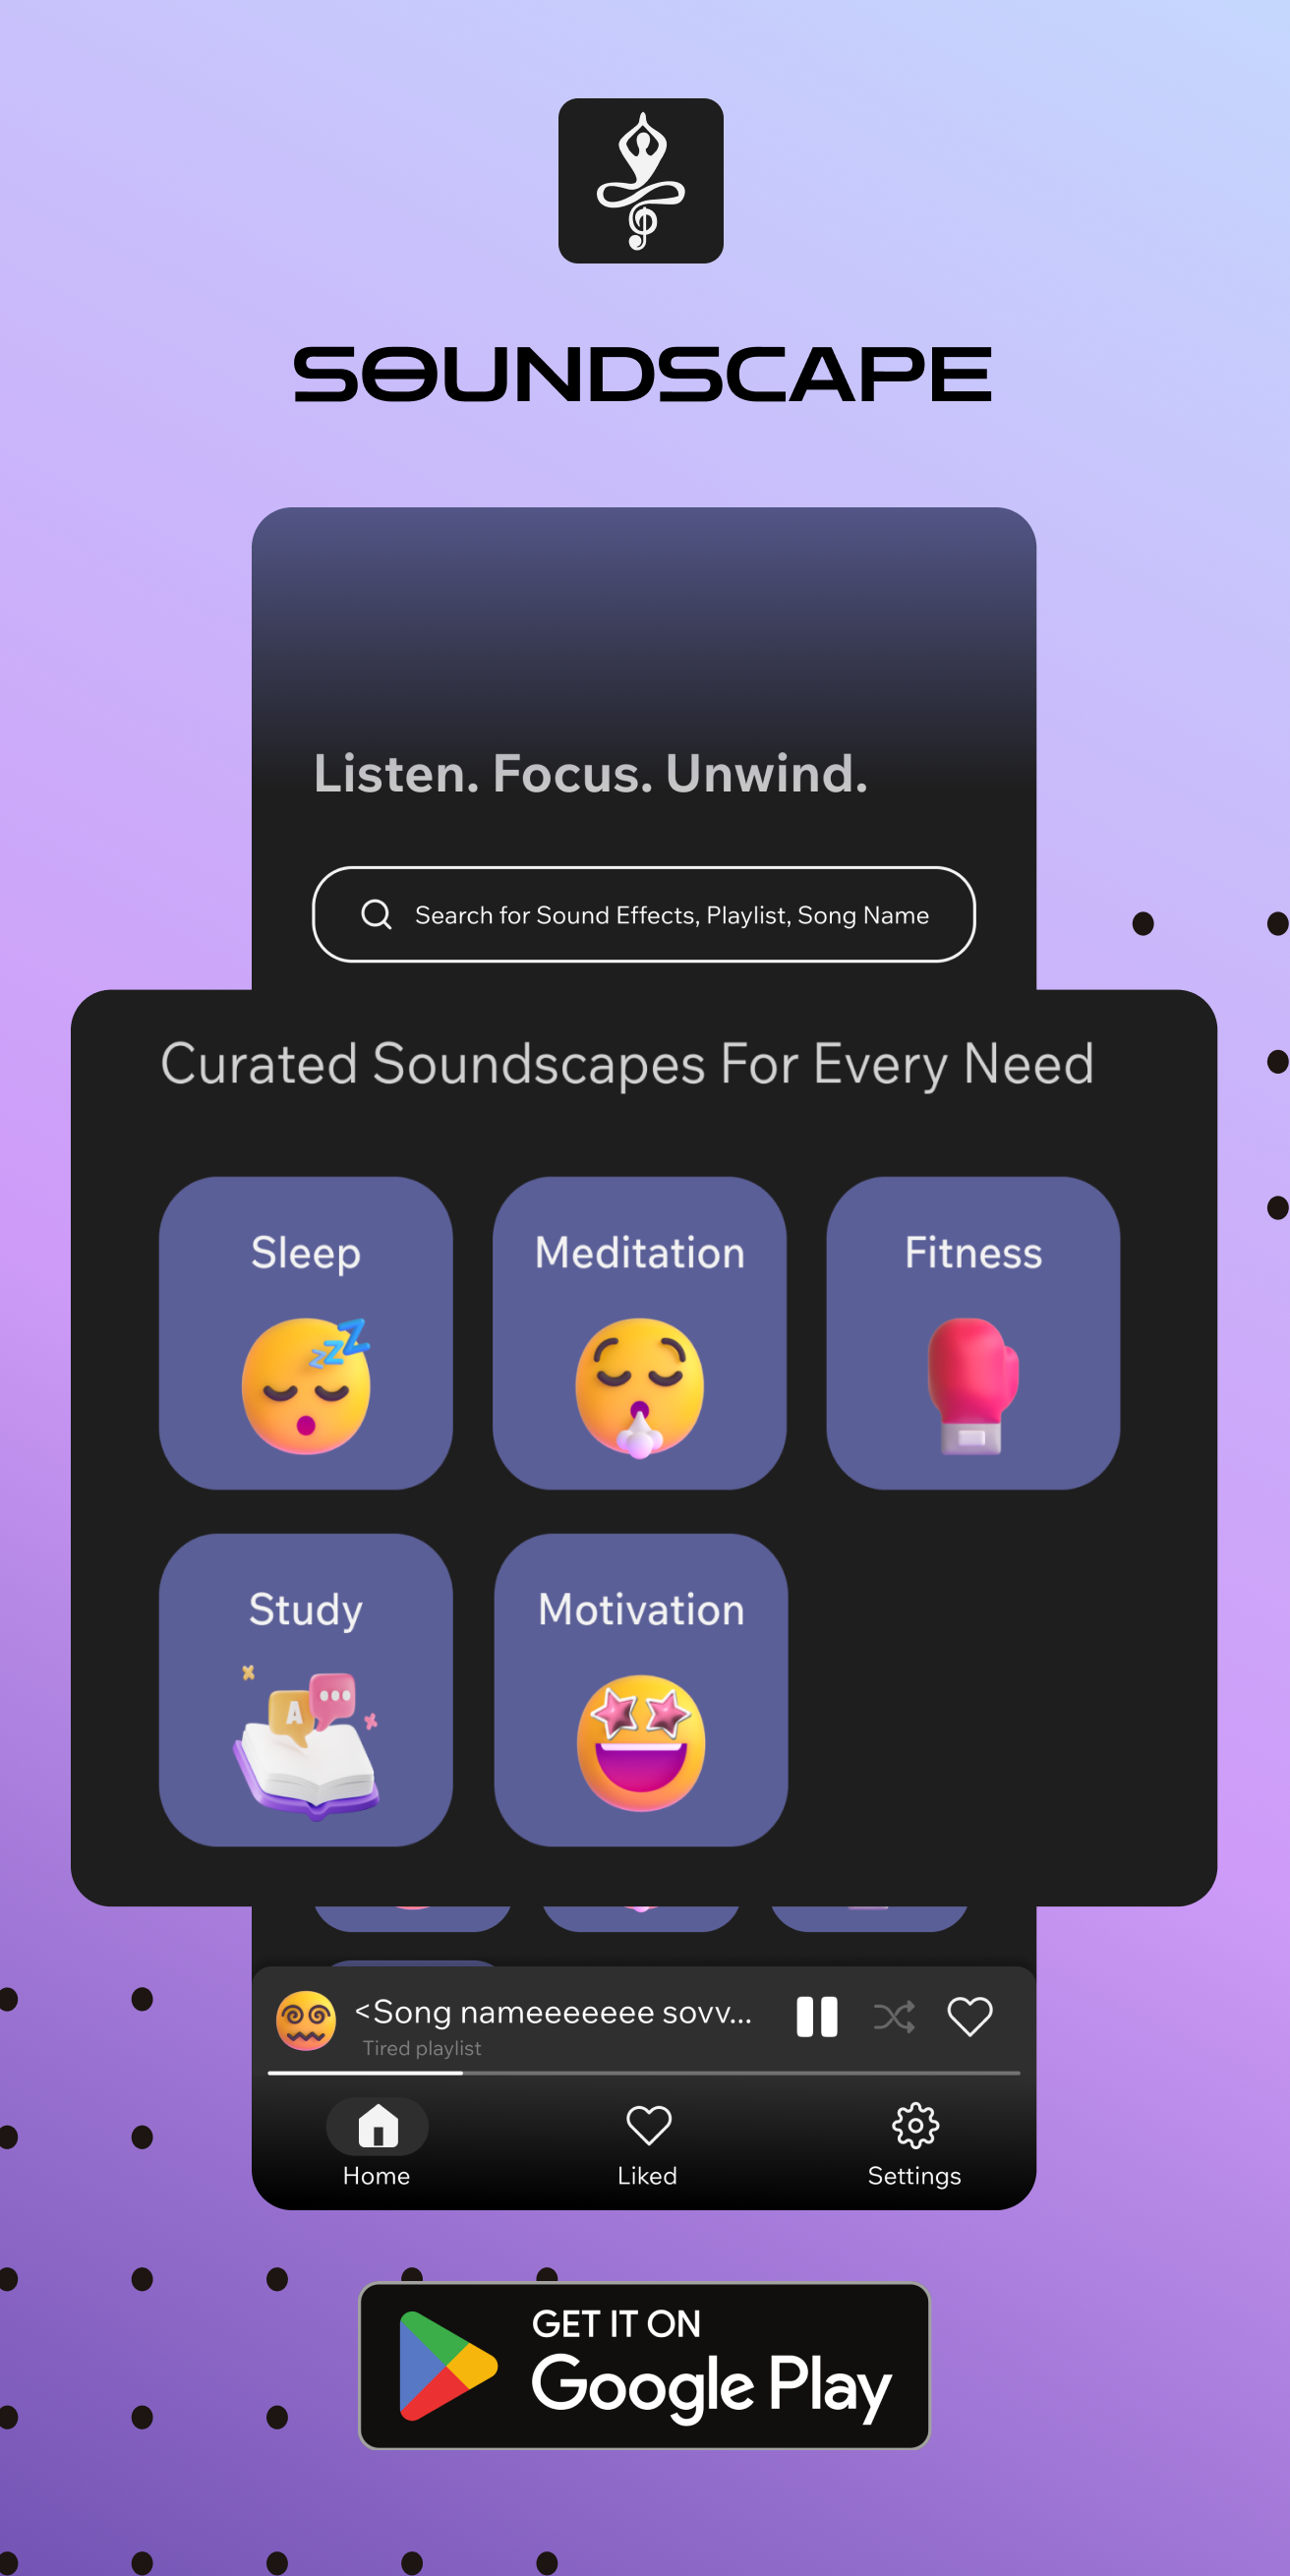 SOUNDSCAPE
Listen. Focus. Unwind.
Search for Sound Effects, Playlist, Song Name
Curated Soundscapes For Every Need
Sleep
Meditation
Fitness
zzZ
Study
Motivation
A
<Song nameeeeeee sovv...
Tired playlist
Home
Liked
Settings
GET IT ON
Google Play